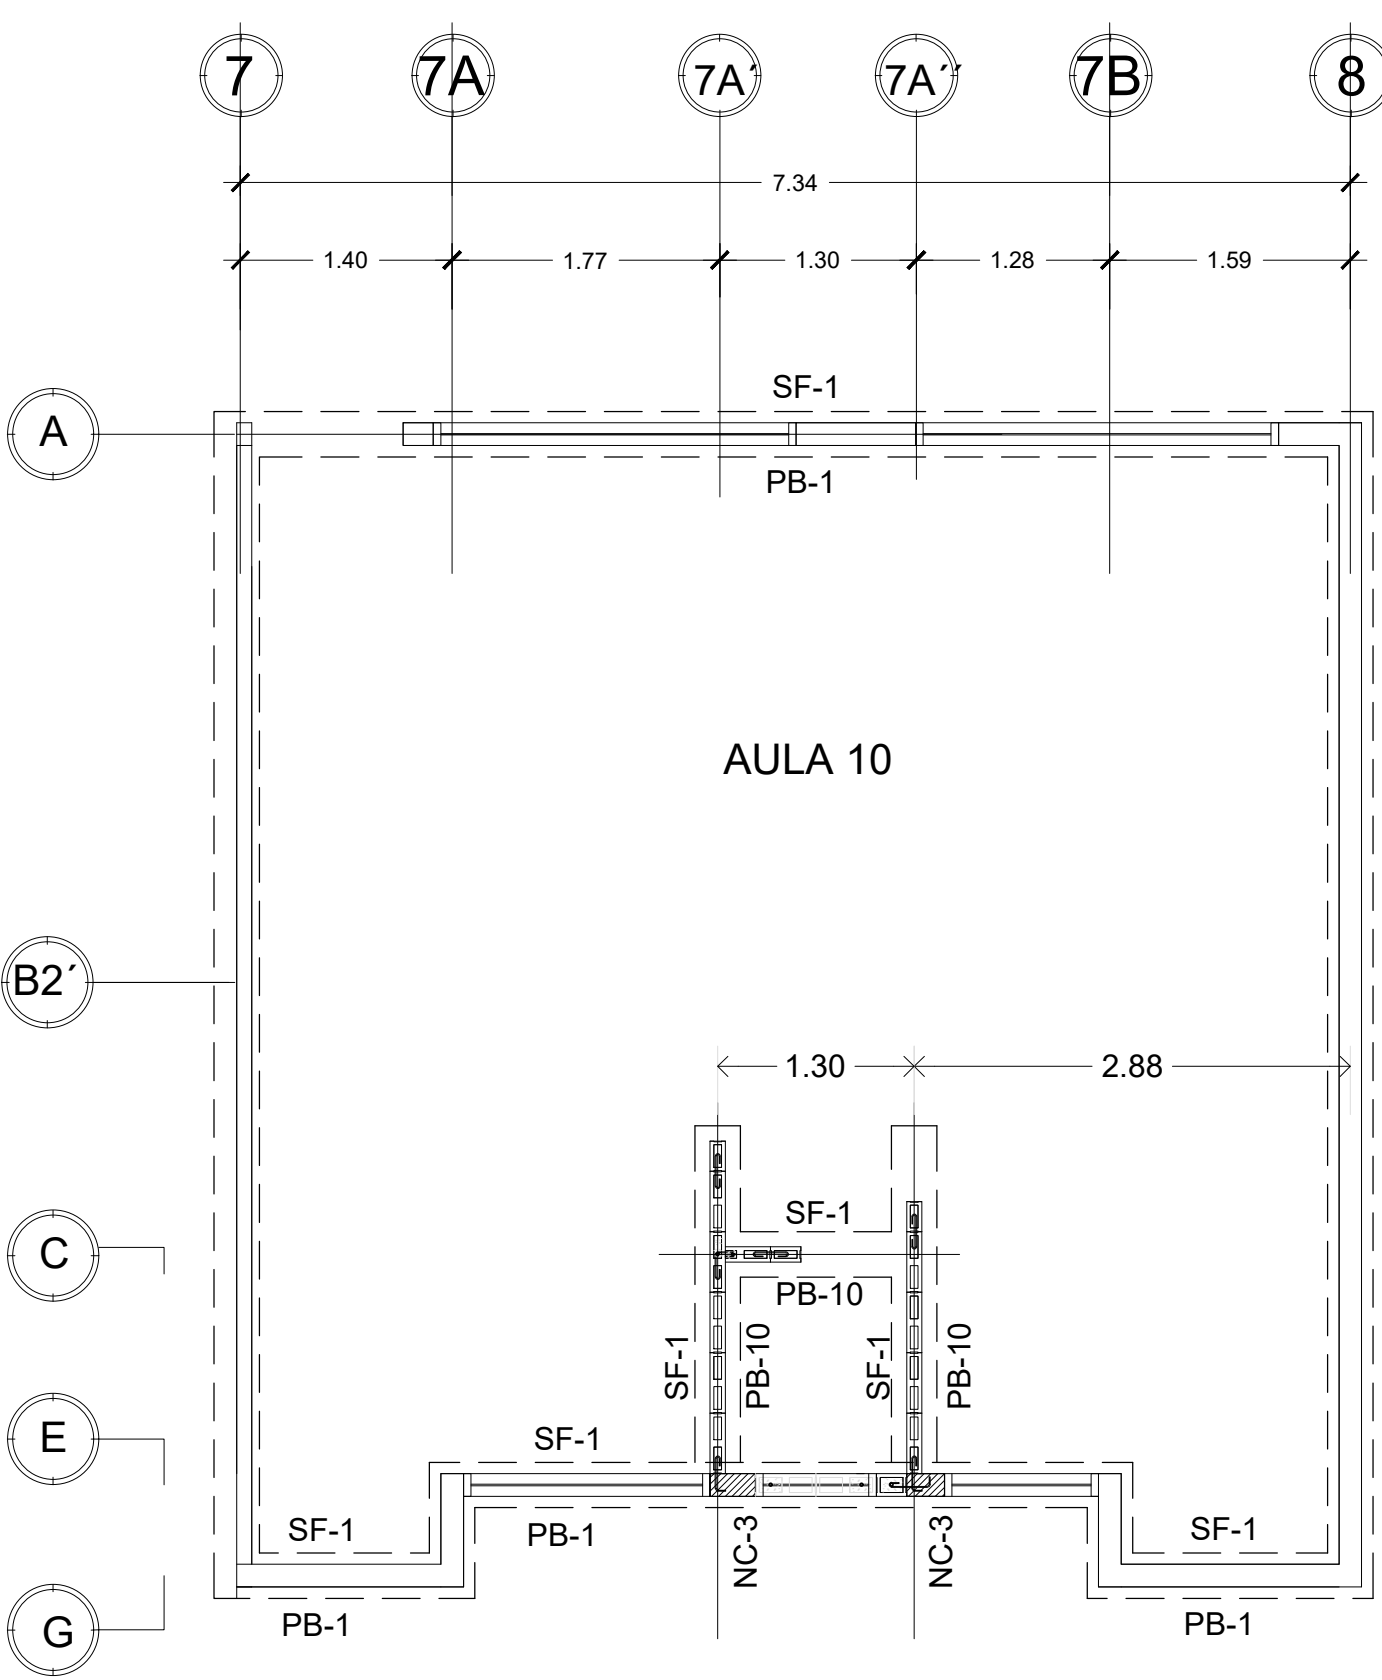 7
7A
7A´
7A´´
7B
8
7.34
1.40
1.77
1.30
1.28
1.59
SF-1
A
PB-1
AULA 10
B2´
1.30
2.88
C
SF-1
PB-10
SF-1
PB-10
SF-1
PB-10
E
SF-1
SF-1
PB-1
NC-3
NC-3
SF-1
G
PB-1
PB-1